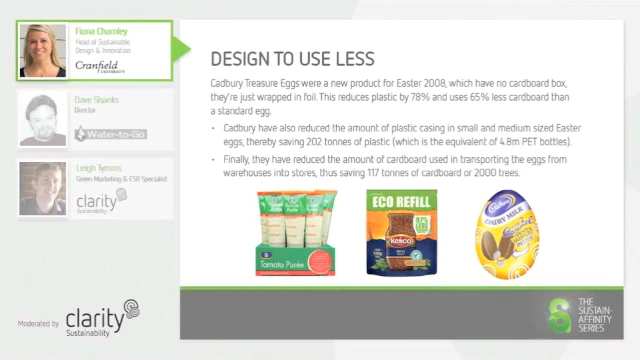 Fiona Charnley
Head of Sustainable
Design & Innovation
Cranfield
UNIVERSITY
Dave Shanks
Director
Water-to-Go
Leigh Tymms
Green Marketing & CSR Specialist
clarity
Sustainability
Moderated by
clarity
Sustainability
DESIGN TO USE LESS
Cadbury Treasure Eggs were a new product for Easter 2008, which have no cardboard box,
they're just wrapped in foil. This reduces plastic by 78% and uses 65% less cardboard than
a standard egg.
• Cadbury have also reduced the amount of plastic casing in small and medium sized Easter
eggs, thereby saving 202 tonnes of plastic (which is the equivalent of 4.8m PET bottles).
• Finally, they have reduced the amount of cardboard used in transporting the eggs from
warehouses into stores, thus saving 117 tonnes of cardboard or 2000 trees.
Tomato Purée
ECO REFILL
97%
LESS
Kenco
Cadbury
DAIRY MILK
THE
SUSTAIN-
AFFINITY
SERIES